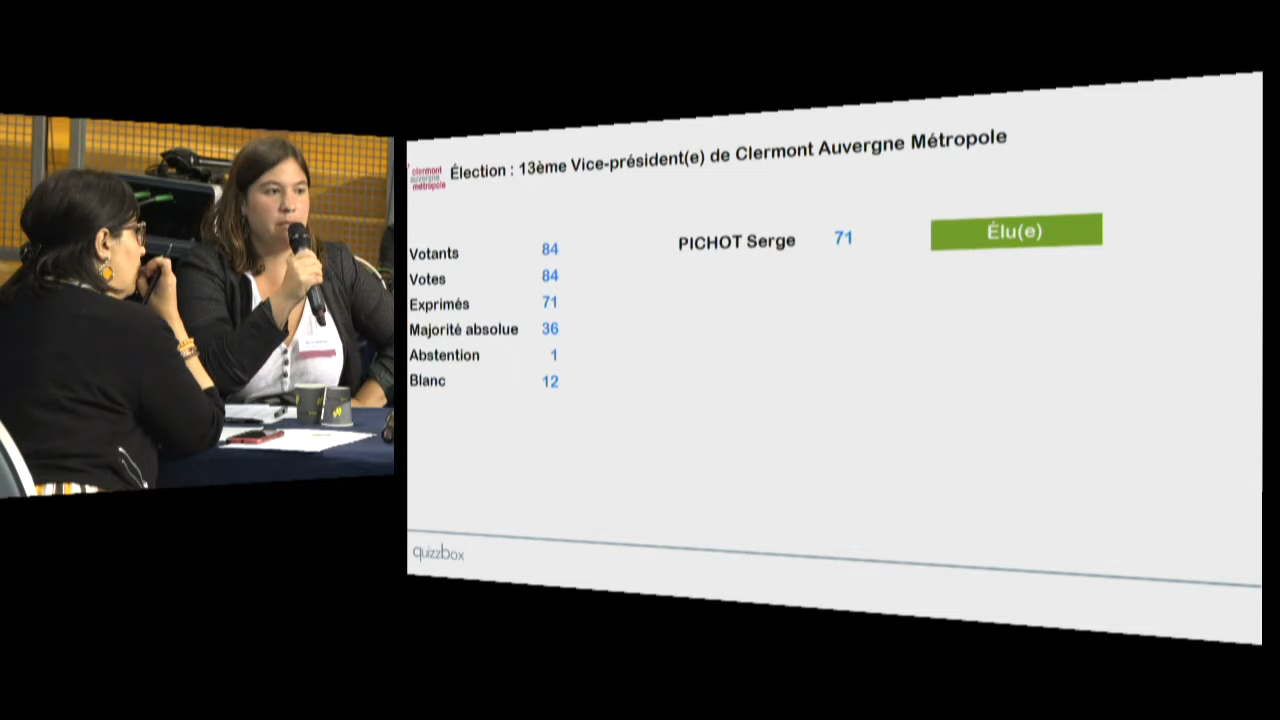 clermont
auvergne
métropole
Élection : 13ème Vice-président(e) de Clermont Auvergne Métropole
Votants 84
Votes 84
Exprimés 71
Majorité absolue 36
Abstention 1
Blanc 12
PICHOT Serge 71 Élu(e)
quizzbox